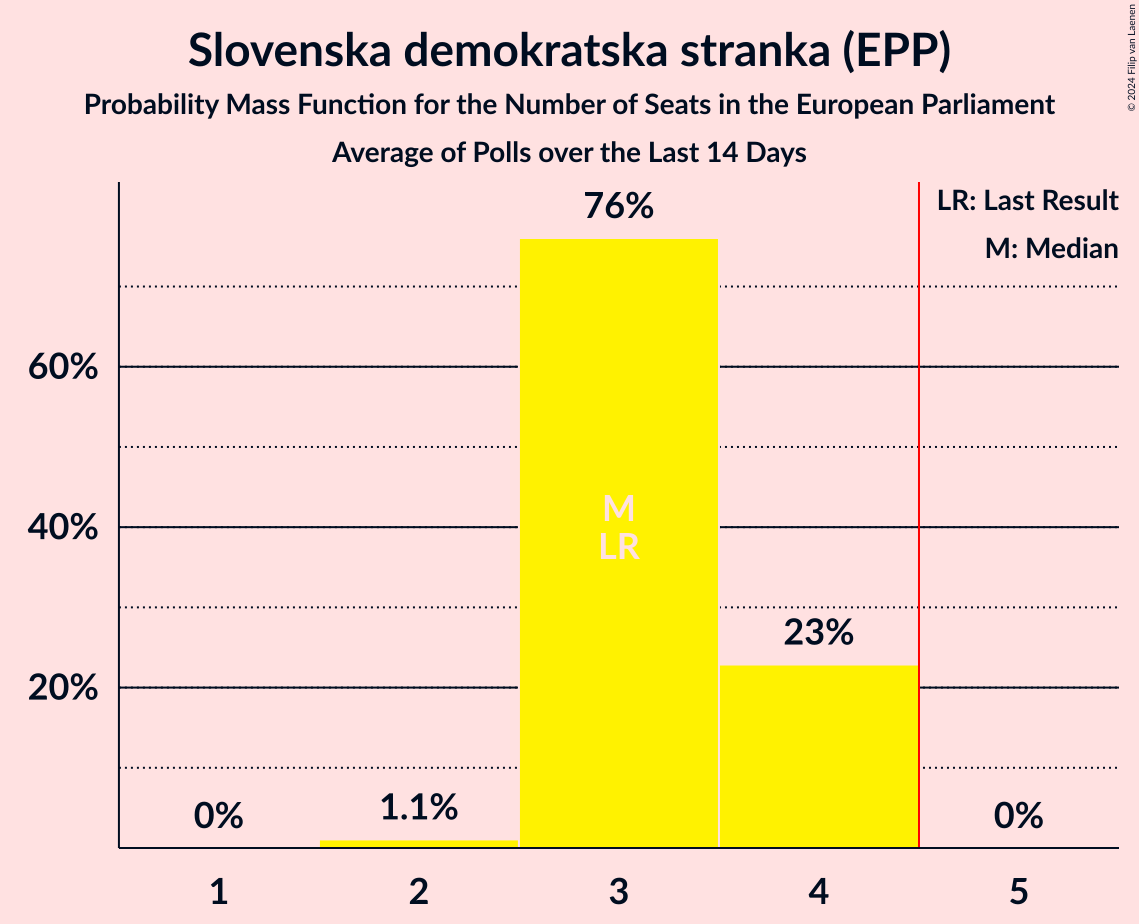 Slovenska demokratska stranka (EPP)
Probability Mass Function for the Number of Seats in the European Parliament
Average of Polls over the Last 14 Days
© 2024 Filip van Laenen
LR: Last Result
M: Median
76%
60%
40%
20%
M
LR
23%
0%
1.1%
0%
1
2
3
4
5